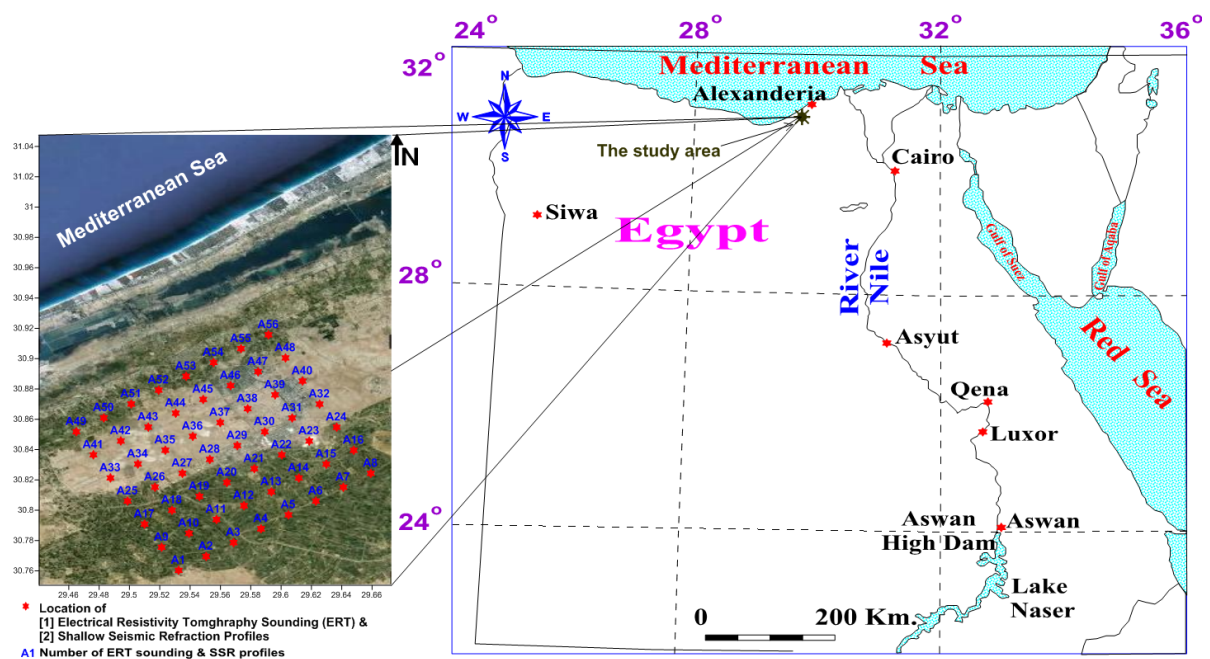 24° 28° 32° 36°
32°
Mediterranean Sea
Alexanderia
N
W E
S
The study area
Cairo
Siwa
Egypt
River Nile
Gulf of Suez
Gulf of Aqaba
28°
Red Sea
Asyut
Qena
Luxor
24°
Aswan High Dam
Aswan
Lake Naser
0 200 Km.
N
Mediterranean Sea
31.04
31.02
31
30.98
30.96
30.94
30.92
30.9
30.88
30.86
30.84
30.82
30.8
30.78
30.76
A56
A55
A54 A48
A53 A47
A52 A46 A40
A51 A45 A39
A50 A44 A38 A32
A49 A43 A37 A31
A42 A36 A30 A24
A41 A35 A29 A23
A34 A28 A22 A16
A33 A27 A21 A15 A8
A26 A20 A14 A7
A25 A19 A13 A6
A18 A12 A5
A17 A11 A4
A10 A3
A9 A2
A1
29.46 29.48 29.5 29.52 29.54 29.56 29.58 29.6 29.62 29.64 29.66
Location of
[1] Electrical Resistivity Tomghraphy Sounding (ERT) &
[2] Shallow Seismic Refraction Profiles
A1 Number of ERT sounding & SSR profiles